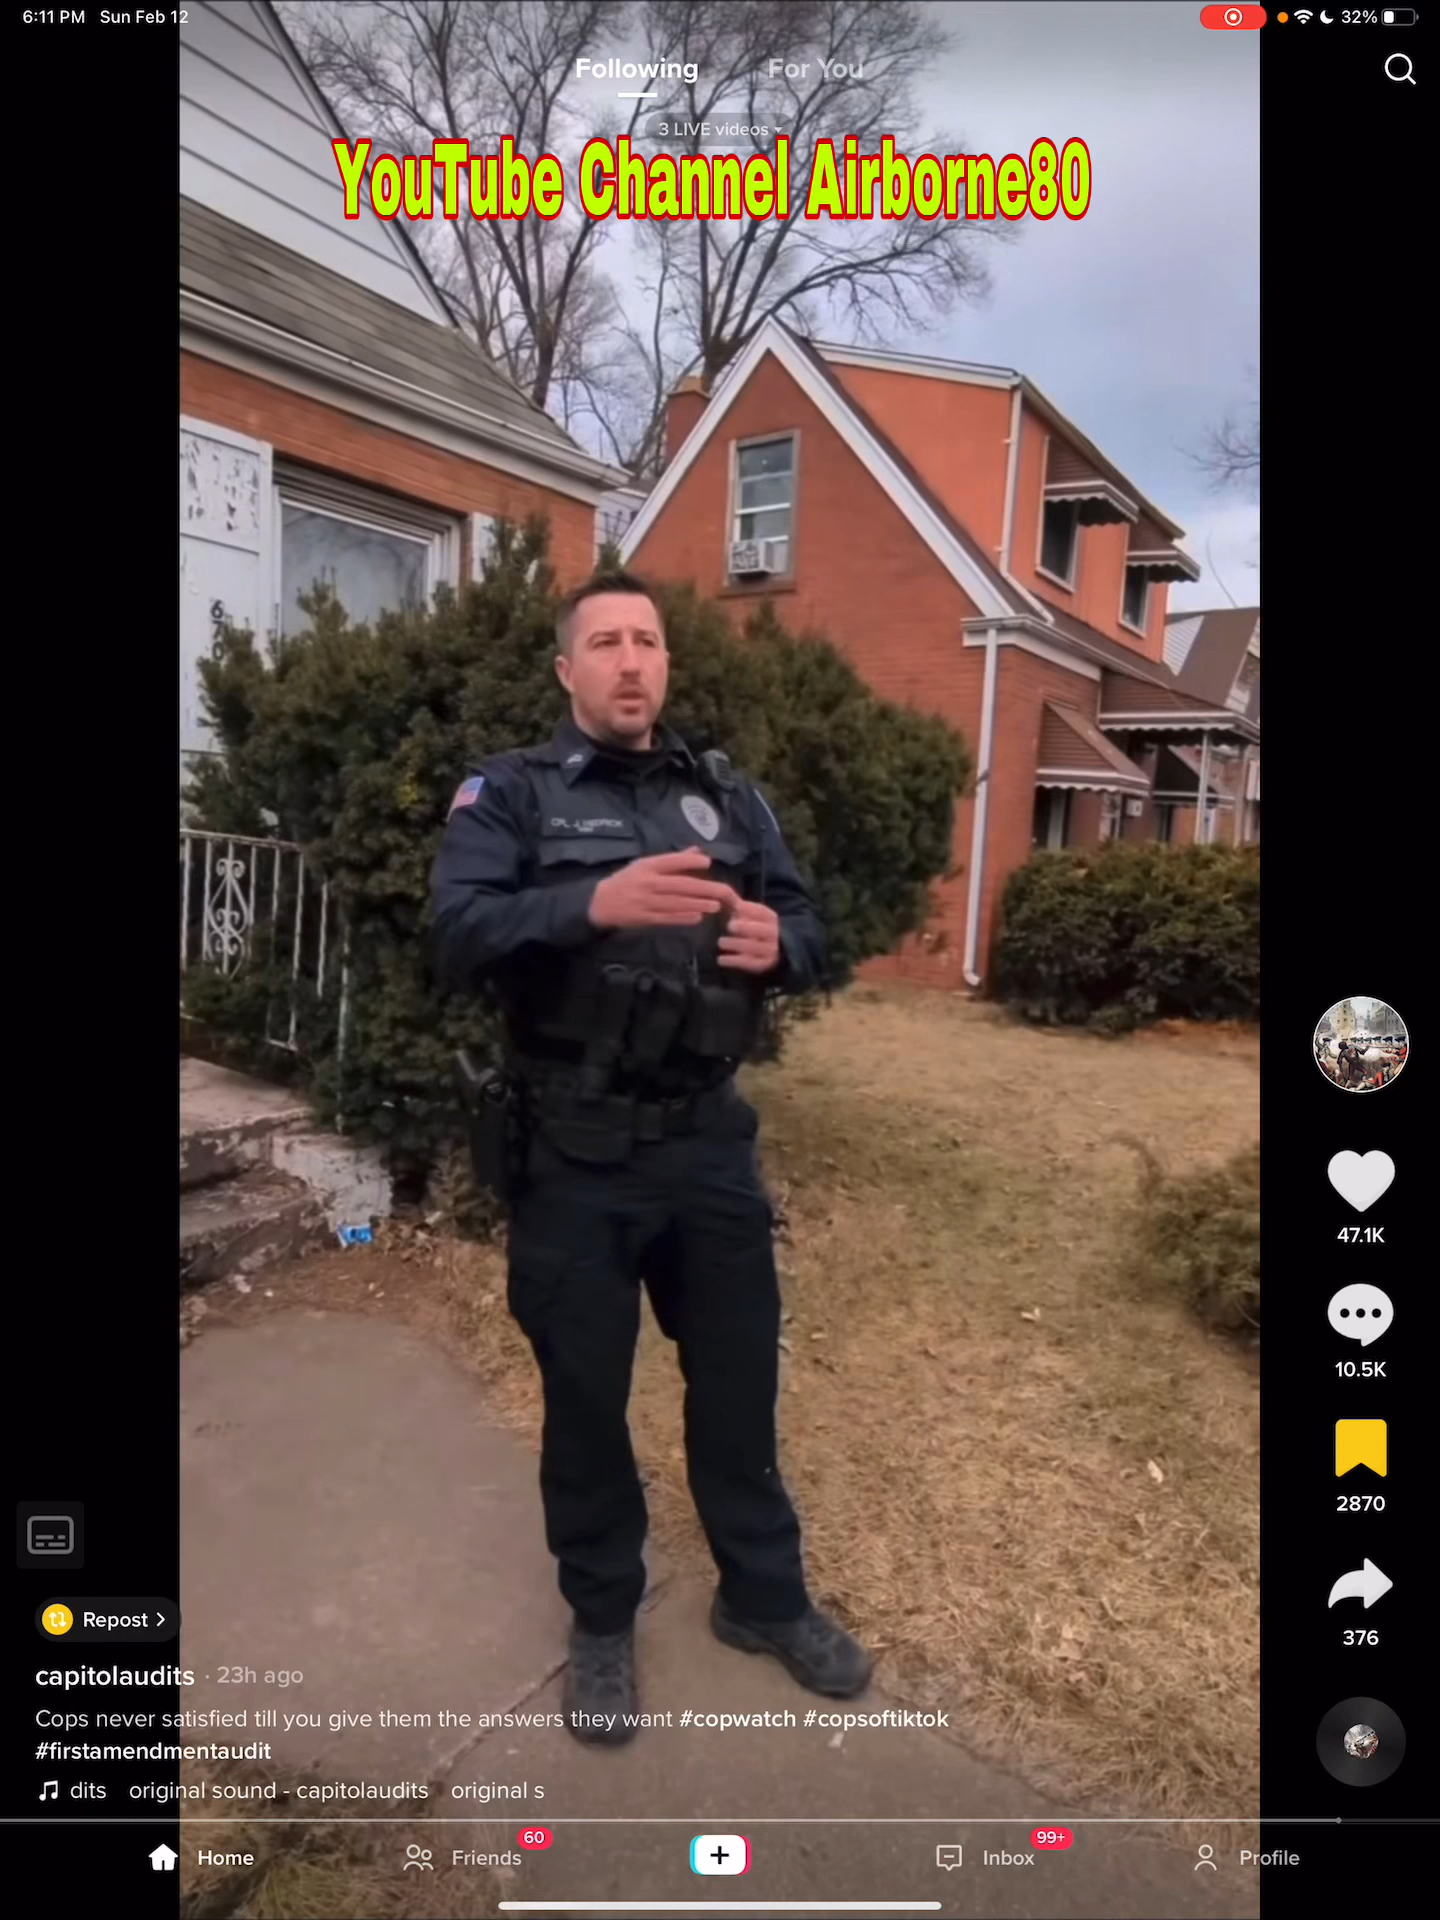 6:11 PM Sun Feb 12
32%
Following For You
3 LIVE videos
YouTube Channel Airborne80
CPL. J. HEDRICK
47.1K
10.5K
2870
376
Repost >
capitolaudits · 23h ago
Cops never satisfied till you give them the answers they want #copwatch #copsoftiktok
#firstamendmentaudit
dits original sound - capitolaudits original s
Home
Friends 60
Inbox 99+
Profile